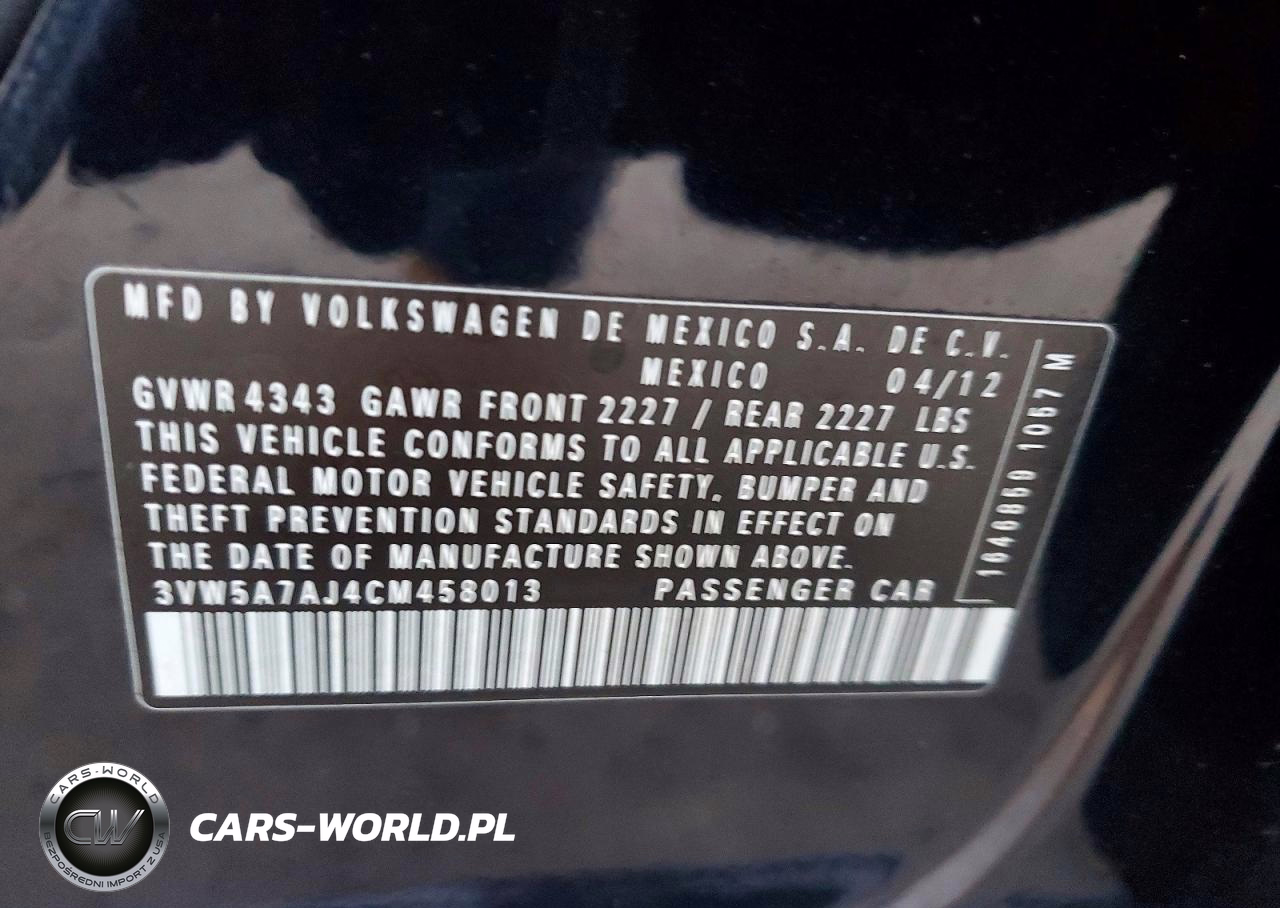 MFD BY VOLKSWAGEN DE MEXICO S.A. DE C.V.
MEXICO 04/12
GVWR 4343 GAWR FRONT 2227 / REAR 2227 LBS
THIS VEHICLE CONFORMS TO ALL APPLICABLE U.S.
FEDERAL MOTOR VEHICLE SAFETY, BUMPER AND
THEFT PREVENTION STANDARDS IN EFFECT ON
THE DATE OF MANUFACTURE SHOWN ABOVE.
3VW5A7AJ4CM458013 PASSENGER CAR
1067 M
CARS-WORLD
CW
BEZPOŚREDNI IMPORT Z USA
CARS-WORLD.PL